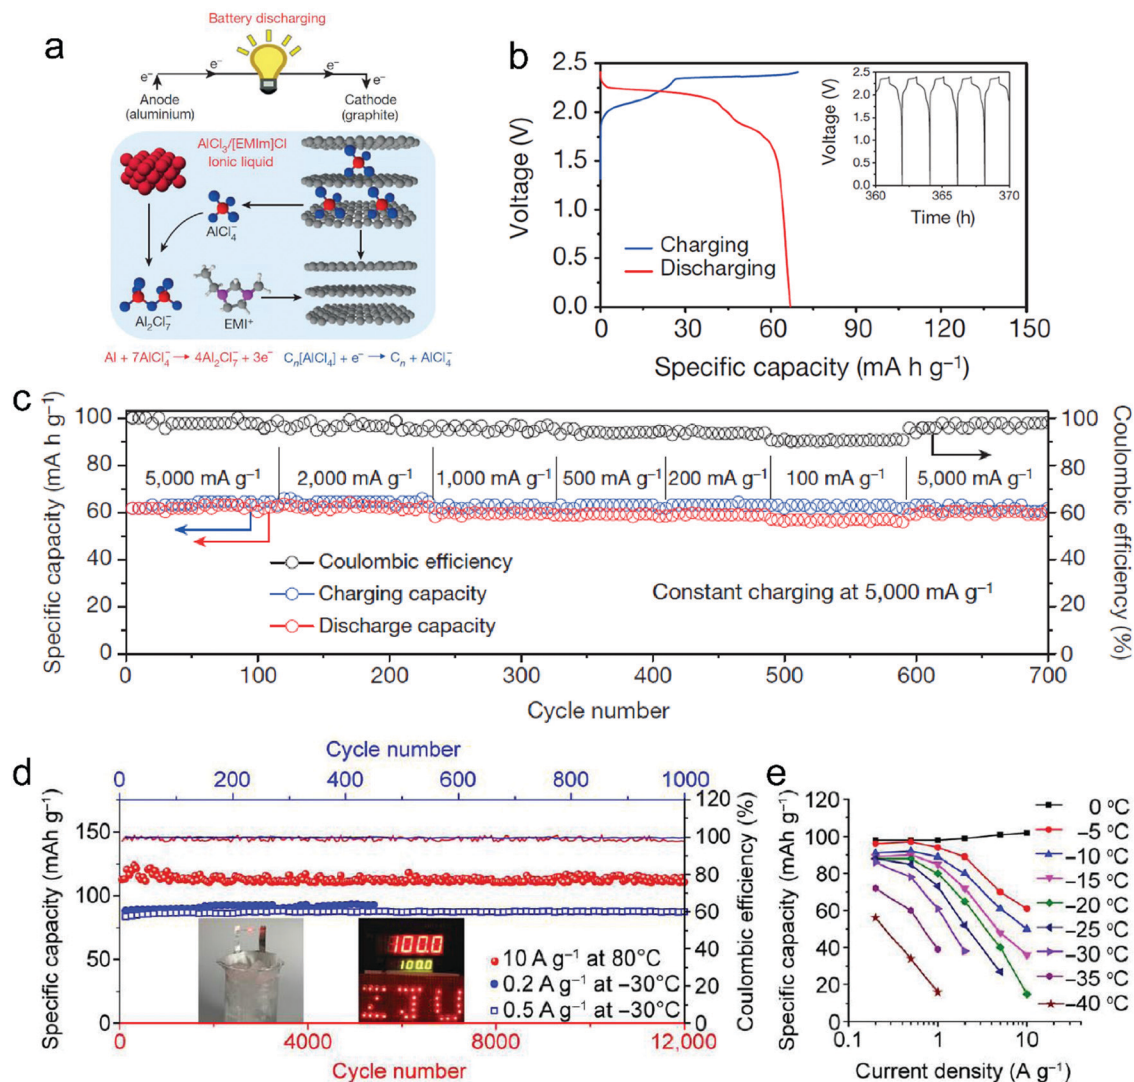 a
Battery discharging
e⁻
e⁻
e⁻
e⁻
Anode
(aluminium)
Cathode
(graphite)
AlCl₃/[EMIm]Cl
Ionic liquid
AlCl₄⁻
Al₂Cl₇⁻
EMI⁺
Al + 7AlCl₄⁻ → 4Al₂Cl₇⁻ + 3e⁻
Cₙ[AlCl₄] + e⁻ → Cₙ + AlCl₄⁻
b
Voltage (V)
2.5
2.0
1.5
1.0
0.5
0.0
0
30
60
90
120
150
Specific capacity (mA h g⁻¹)
Charging
Discharging
Voltage (V)
2.5
2.0
1.5
1.0
0.5
0.0
360
365
370
Time (h)
c
Specific capacity (mA h g⁻¹)
100
80
60
40
20
0
5,000 mA g⁻¹
2,000 mA g⁻¹
1,000 mA g⁻¹
500 mA g⁻¹
200 mA g⁻¹
100 mA g⁻¹
5,000 mA g⁻¹
Coulombic efficiency
Charging capacity
Discharge capacity
Constant charging at 5,000 mA g⁻¹
100
80
60
40
20
0
Coulombic efficiency (%)
0
100
200
300
400
500
600
700
Cycle number
d
Cycle number
0
200
400
600
800
1000
Specific capacity (mAh g⁻¹)
150
100
50
0
100.0
100.0
10 A g⁻¹ at 80°C
0.2 A g⁻¹ at −30°C
0.5 A g⁻¹ at −30°C
120
100
80
60
40
20
0
Coulombic efficiency (%)
0
4000
8000
12,000
Cycle number
e
Specific capacity (mAh g⁻¹)
120
100
80
60
40
20
0
0.1
1
10
Current density (A g⁻¹)
0 °C
−5 °C
−10 °C
−15 °C
−20 °C
−25 °C
−30 °C
−35 °C
−40 °C